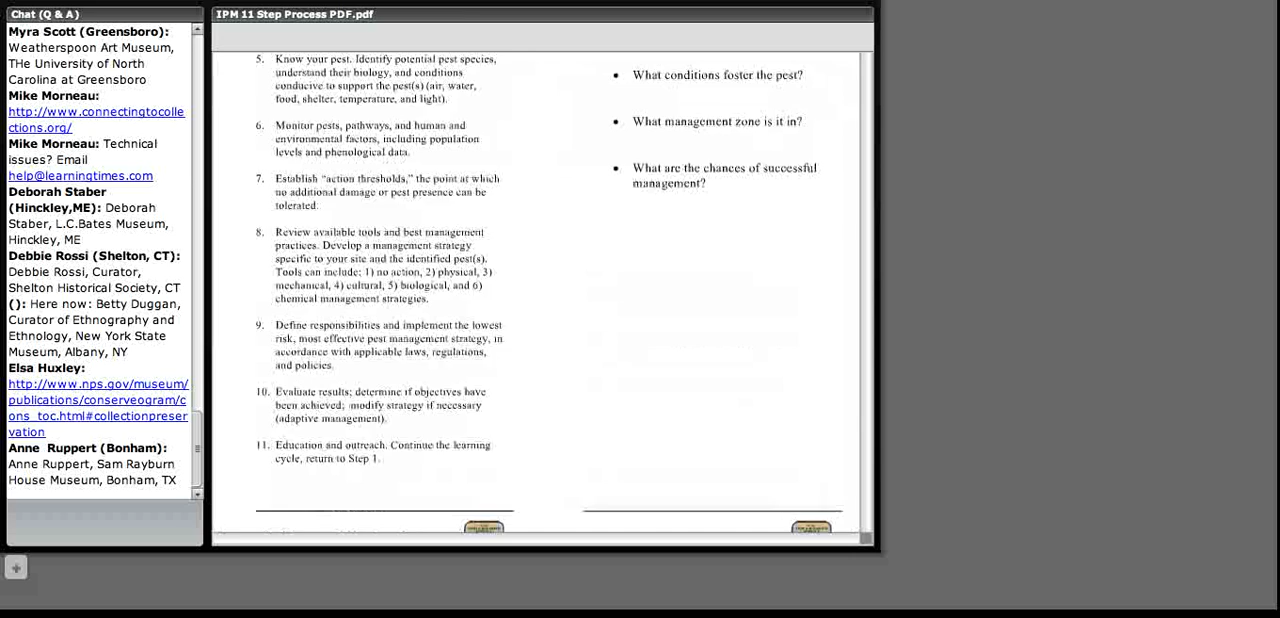 Chat (Q & A)
Myra Scott (Greensboro):
Weatherspoon Art Museum,
THe University of North
Carolina at Greensboro
Mike Morneau:
http://www.connectingtocolle
ctions.org/
Mike Morneau: Technical
issues? Email
help@learningtimes.com
Deborah Staber
(Hinckley,ME): Deborah
Staber, L.C.Bates Museum,
Hinckley, ME
Debbie Rossi (Shelton, CT):
Debbie Rossi, Curator,
Shelton Historical Society, CT
(): Here now: Betty Duggan,
Curator of Ethnography and
Ethnology, New York State
Museum, Albany, NY
Elsa Huxley:
http://www.nps.gov/museum/
publications/conserveogram/c
ons_toc.html#collectionpreser
vation
Anne Ruppert (Bonham):
Anne Ruppert, Sam Rayburn
House Museum, Bonham, TX
IPM 11 Step Process PDF.pdf
5. Know your pest. Identify potential pest species,
understand their biology, and conditions
conducive to support the pest(s) (air, water,
food, shelter, temperature, and light).
6. Monitor pests, pathways, and human and
environmental factors, including population
levels and phenological data.
7. Establish “action thresholds,” the point at which
no additional damage or pest presence can be
tolerated.
8. Review available tools and best management
practices. Develop a management strategy
specific to your site and the identified pest(s).
Tools can include: 1) no action, 2) physical, 3)
mechanical, 4) cultural, 5) biological, and 6)
chemical management strategies.
9. Define responsibilities and implement the lowest
risk, most effective pest management strategy, in
accordance with applicable laws, regulations,
and policies.
10. Evaluate results; determine if objectives have
been achieved; modify strategy if necessary
(adaptive management).
11. Education and outreach. Continue the learning
cycle, return to Step 1.
• What conditions foster the pest?
• What management zone is it in?
• What are the chances of successful
management?